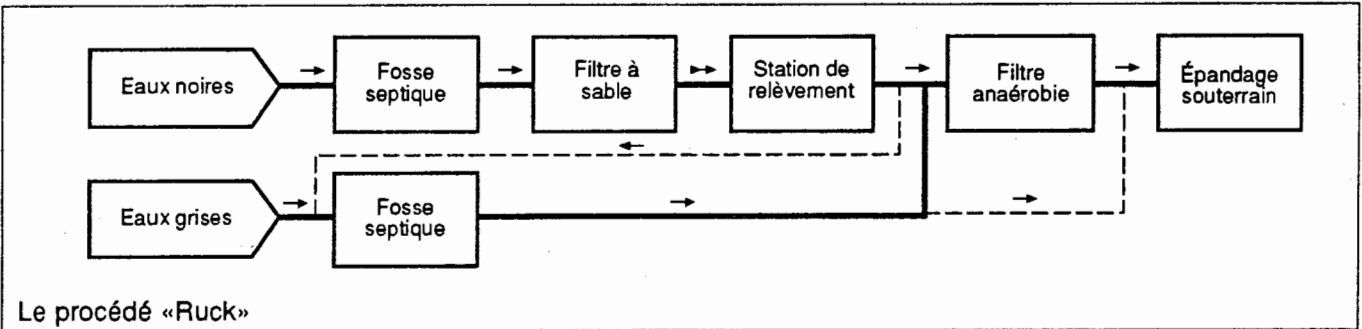 Eaux noires
Fosse
septique
Filtre à
sable
Station de
relèvement
Filtre
anaérobie
Épandage
souterrain
Eaux grises
Fosse
septique
Le procédé «Ruck»